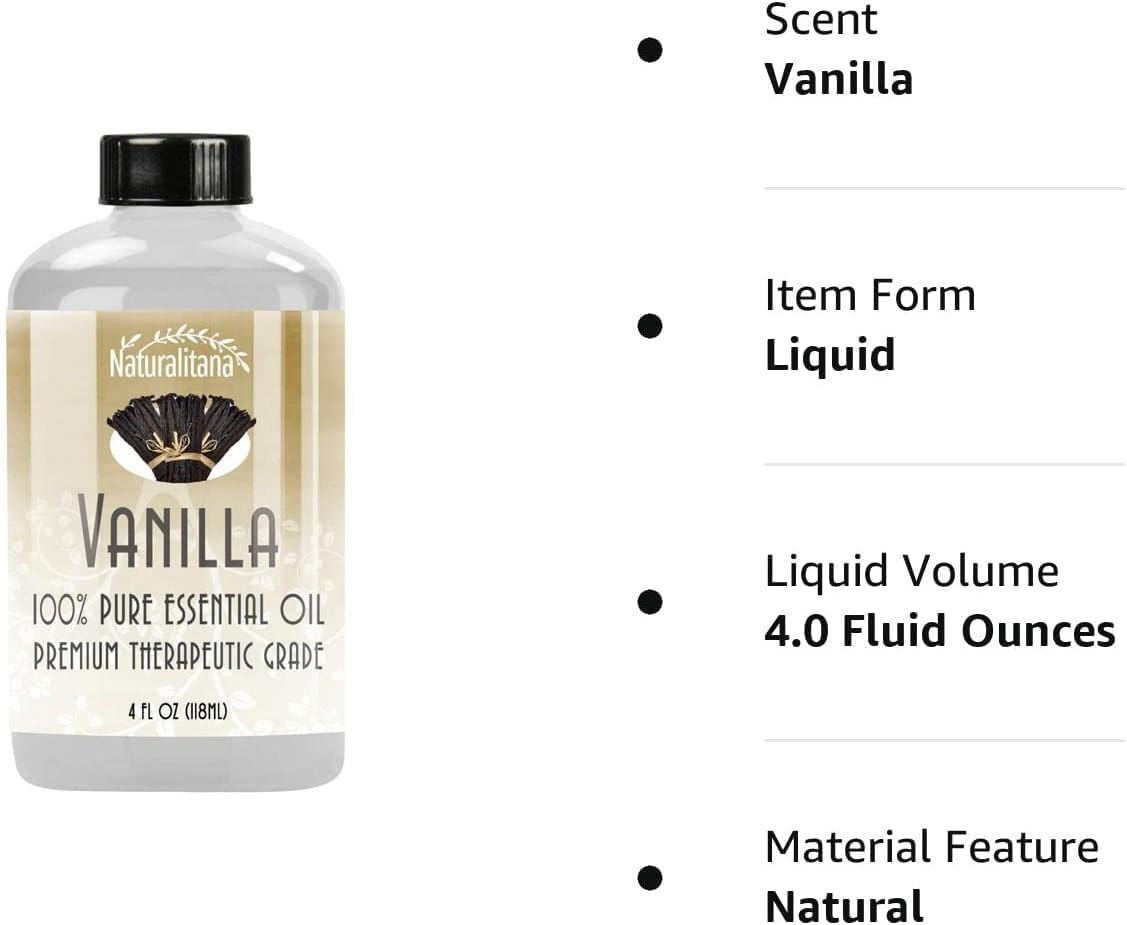 Naturalitana
VANILLA
100% PURE ESSENTIAL OIL
PREMIUM THERAPEUTIC GRADE
4 FL OZ (118ML)
Scent
Vanilla
Item Form
Liquid
Liquid Volume
4.0 Fluid Ounces
Material Feature
Natural